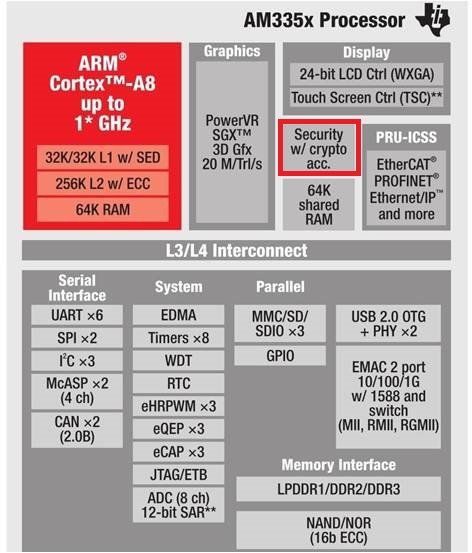 AM335x Processor
ARM®
Cortex™-A8
up to
1* GHz
32K/32K L1 w/ SED
256K L2 w/ ECC
64K RAM
Graphics
PowerVR
SGX™
3D Gfx
20 M/Tri/s
Display
24-bit LCD Ctrl (WXGA)
Touch Screen Ctrl (TSC)**
Security
w/ crypto
acc.
64K
shared
RAM
PRU-ICSS
EtherCAT®
PROFINET®
Ethernet/IP™
and more
L3/L4 Interconnect
Serial
Interface
UART ×6
SPI ×2
I²C ×3
McASP ×2
(4 ch)
CAN ×2
(2.0B)
System
EDMA
Timers ×8
WDT
RTC
eHRPWM ×3
eQEP ×3
eCAP ×3
JTAG/ETB
ADC (8 ch)
12-bit SAR**
Parallel
MMC/SD/
SDIO ×3
GPIO
USB 2.0 OTG
+ PHY ×2
EMAC 2 port
10/100/1G
w/ 1588 and
switch
(MII, RMII, RGMII)
Memory Interface
LPDDR1/DDR2/DDR3
NAND/NOR
(16b ECC)